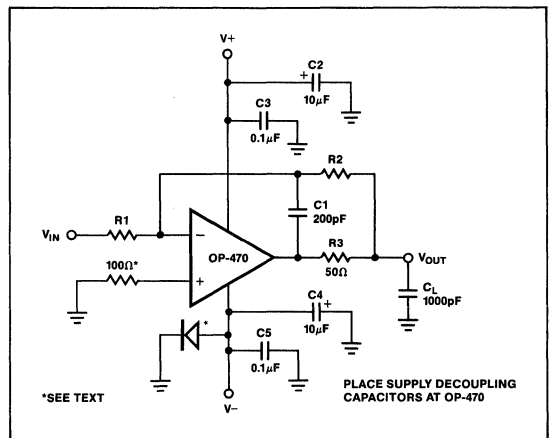 V+
C2
+
10μF
C3
0.1μF
R2
R1
C1
200pF
VIN
−
OP-470
R3
VOUT
50Ω
100Ω*
+
CL
1000pF
C4
+
10μF
*
C5
0.1μF
*SEE TEXT
PLACE SUPPLY DECOUPLING
CAPACITORS AT OP-470
V−